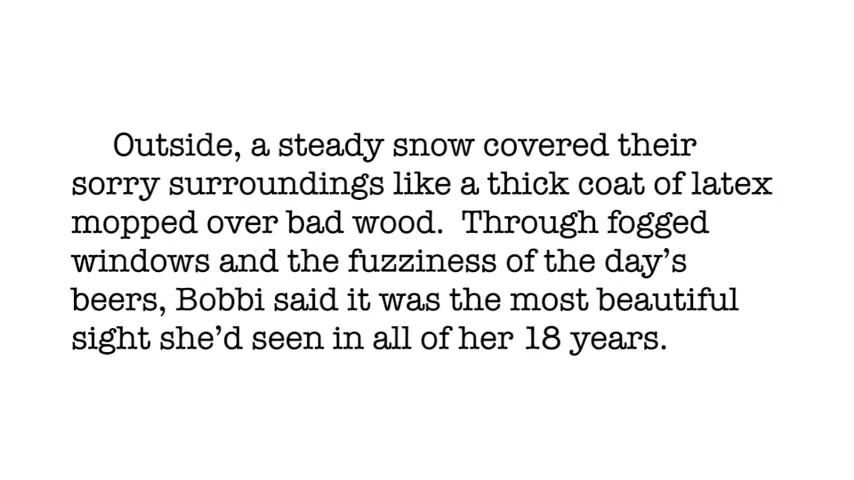 Outside, a steady snow covered their
sorry surroundings like a thick coat of latex
mopped over bad wood.  Through fogged
windows and the fuzziness of the day’s
beers, Bobbi said it was the most beautiful
sight she’d seen in all of her 18 years.